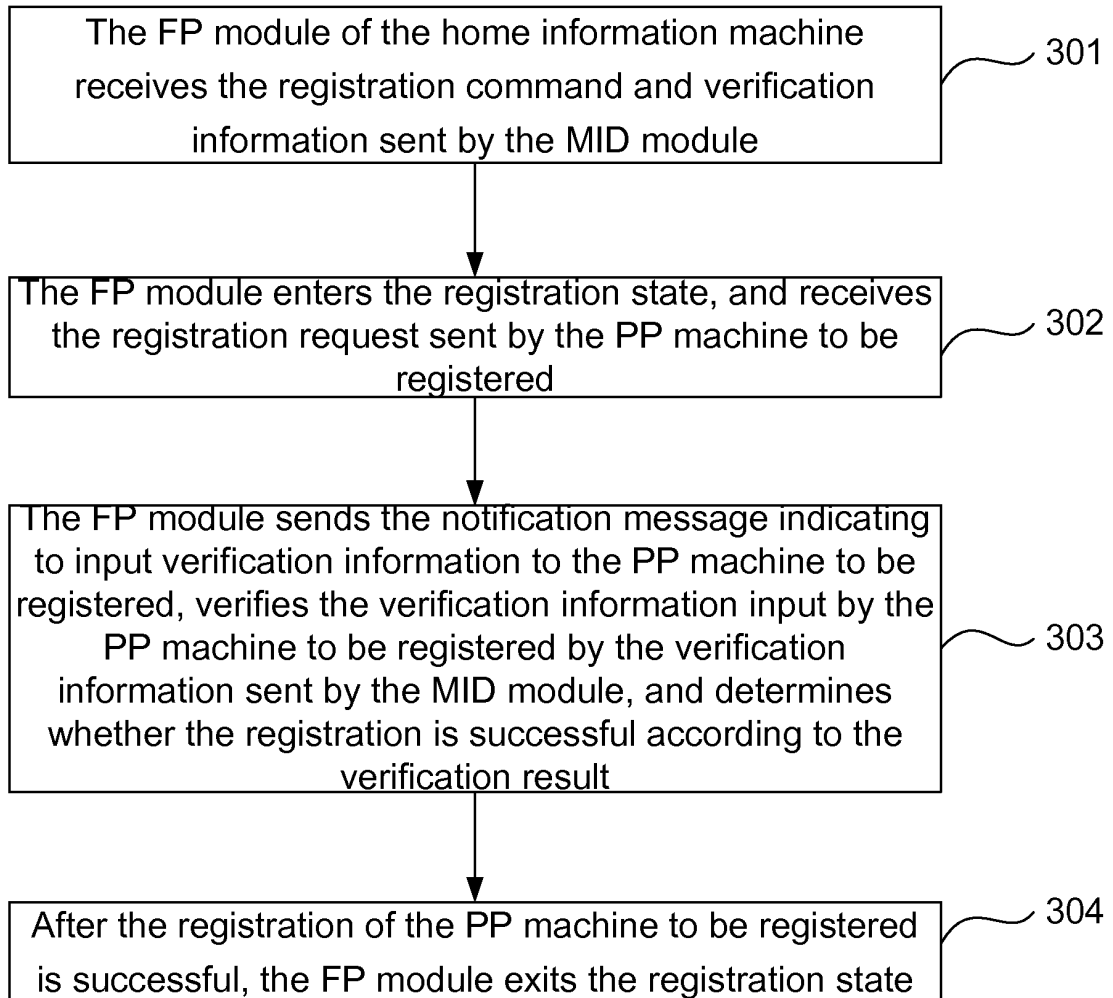 The FP module of the home information machine
receives the registration command and verification
information sent by the MID module
301
The FP module enters the registration state, and receives
the registration request sent by the PP machine to be
registered
302
The FP module sends the notification message indicating
to input verification information to the PP machine to be
registered, verifies the verification information input by the
PP machine to be registered by the verification
information sent by the MID module, and determines
whether the registration is successful according to the
verification result
303
After the registration of the PP machine to be registered
is successful, the FP module exits the registration state
304